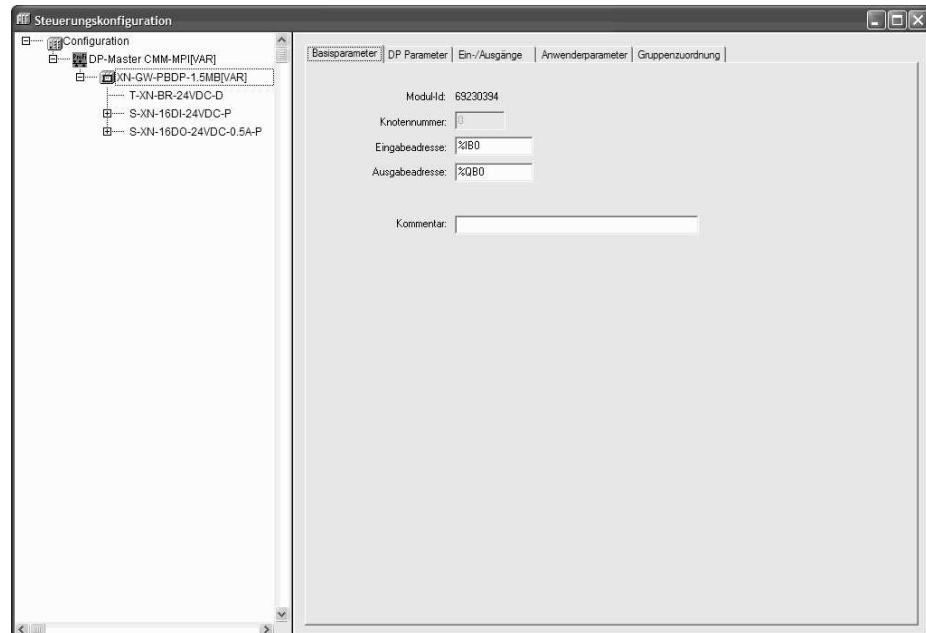 Steuerungskonfiguration
Configuration
DP-Master CMM-MPI[VAR]
XN-GW-PBDP-1.5MB[VAR]
T-XN-BR-24VDC-D
S-XN-16DI-24VDC-P
S-XN-16DO-24VDC-0.5A-P
Basisparameter DP Parameter Ein-/Ausgänge Anwenderparameter Gruppenzuordnung
Modul-Id: 69230394
Knotennummer: 0
Eingabeadresse: %IB0
Ausgabeadresse: %QB0
Kommentar: